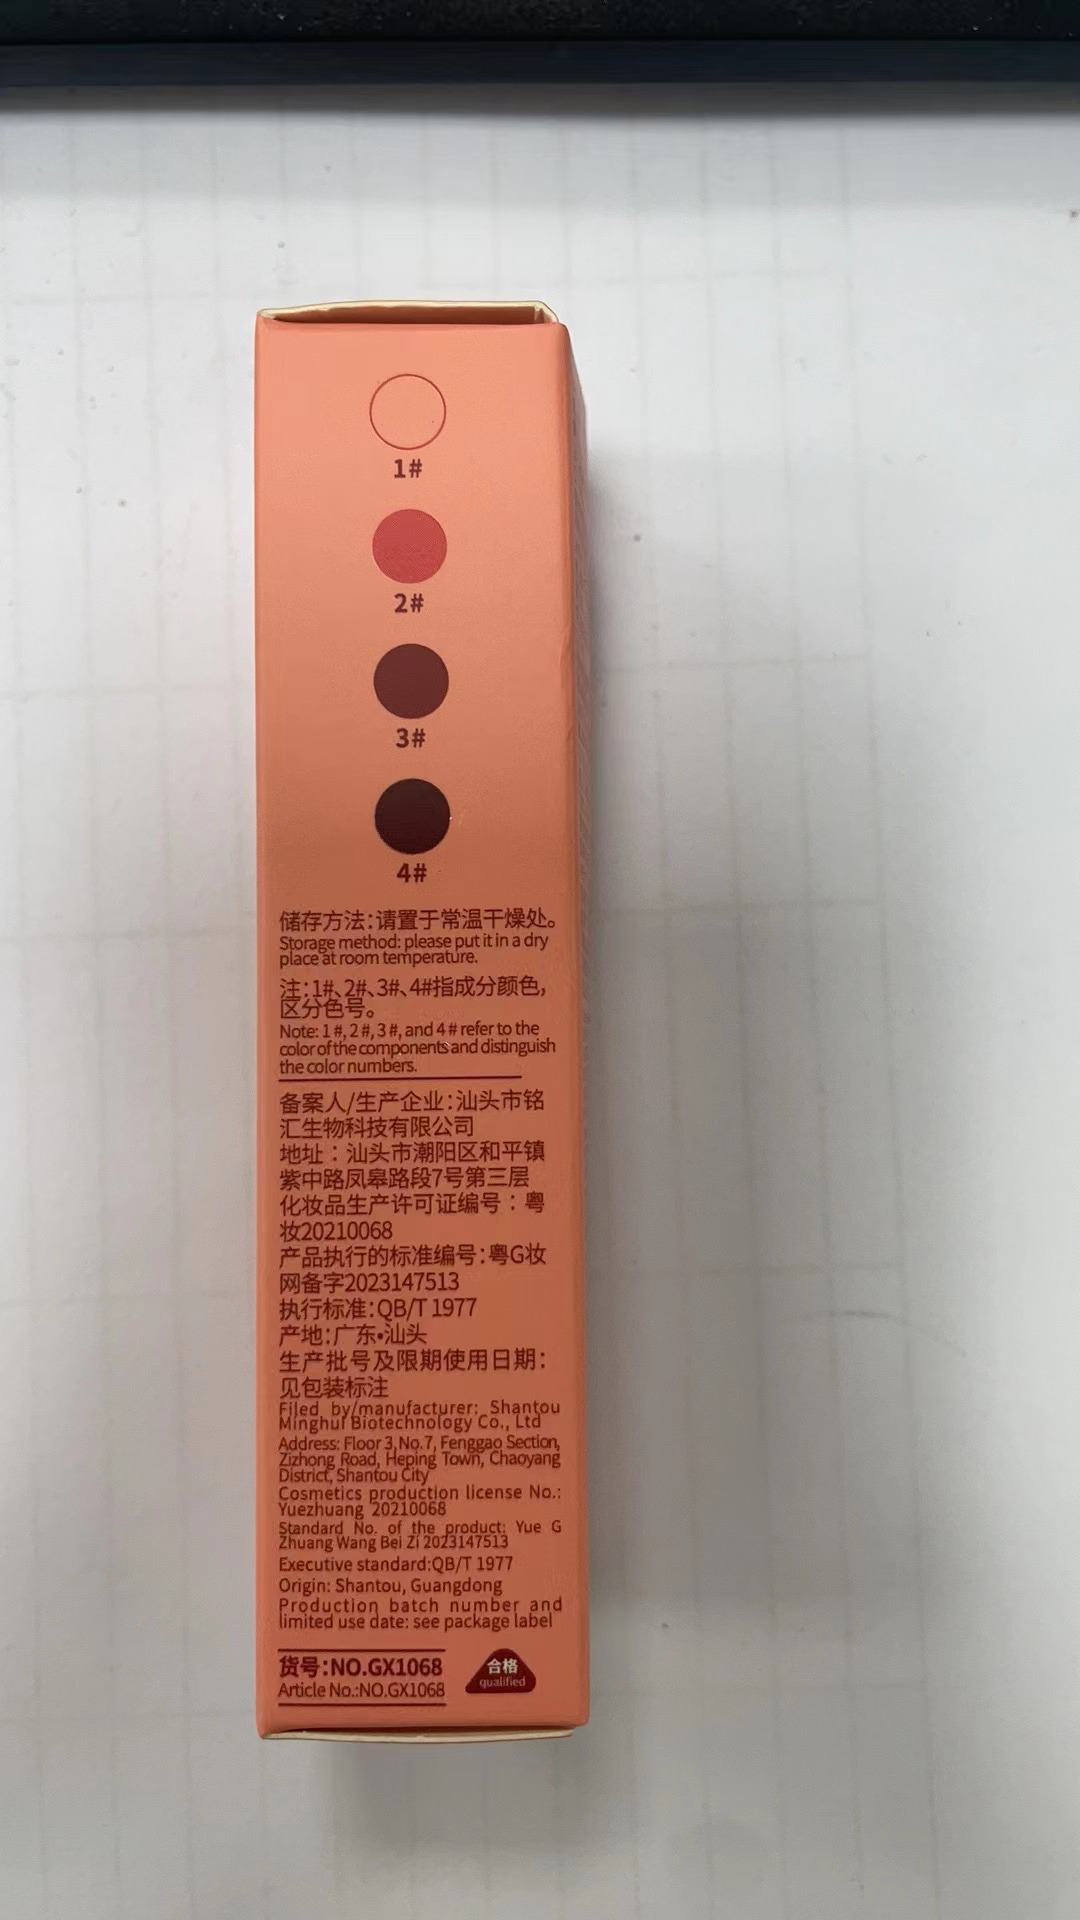 1#
2#
3#
4#
储存方法:请置于常温干燥处。
Storage method: please put it in a dry
place at room temperature.
注:1#、2#、3#、4#指成分颜色,
区分色号。
Note: 1 #, 2 #, 3 #, and 4 # refer to the
color of the components and distinguish
the color numbers.
备案人/生产企业:汕头市铭
汇生物科技有限公司
地址:汕头市潮阳区和平镇
紫中路凤皋路段7号第三层
化妆品生产许可证编号:粤
妆20210068
产品执行的标准编号:粤G妆
网备字2023147513
执行标准:QB/T 1977
产地:广东•汕头
生产批号及限期使用日期:
见包装标注
Filed by/manufacturer: Shantou
Minghui Biotechnology Co., Ltd
Address: Floor 3, No.7, Fenggao Section,
Zizhong Road, Heping Town, Chaoyang
District, Shantou City
Cosmetics production license No.:
Yuezhuang 20210068
Standard No. of the product: Yue G
Zhuang Wang Bei Zi 2023147513
Executive standard:QB/T 1977
Origin: Shantou, Guangdong
Production batch number and
limited use date: see package label
货号:NO.GX1068
Article No.:NO.GX1068
合格
qualified